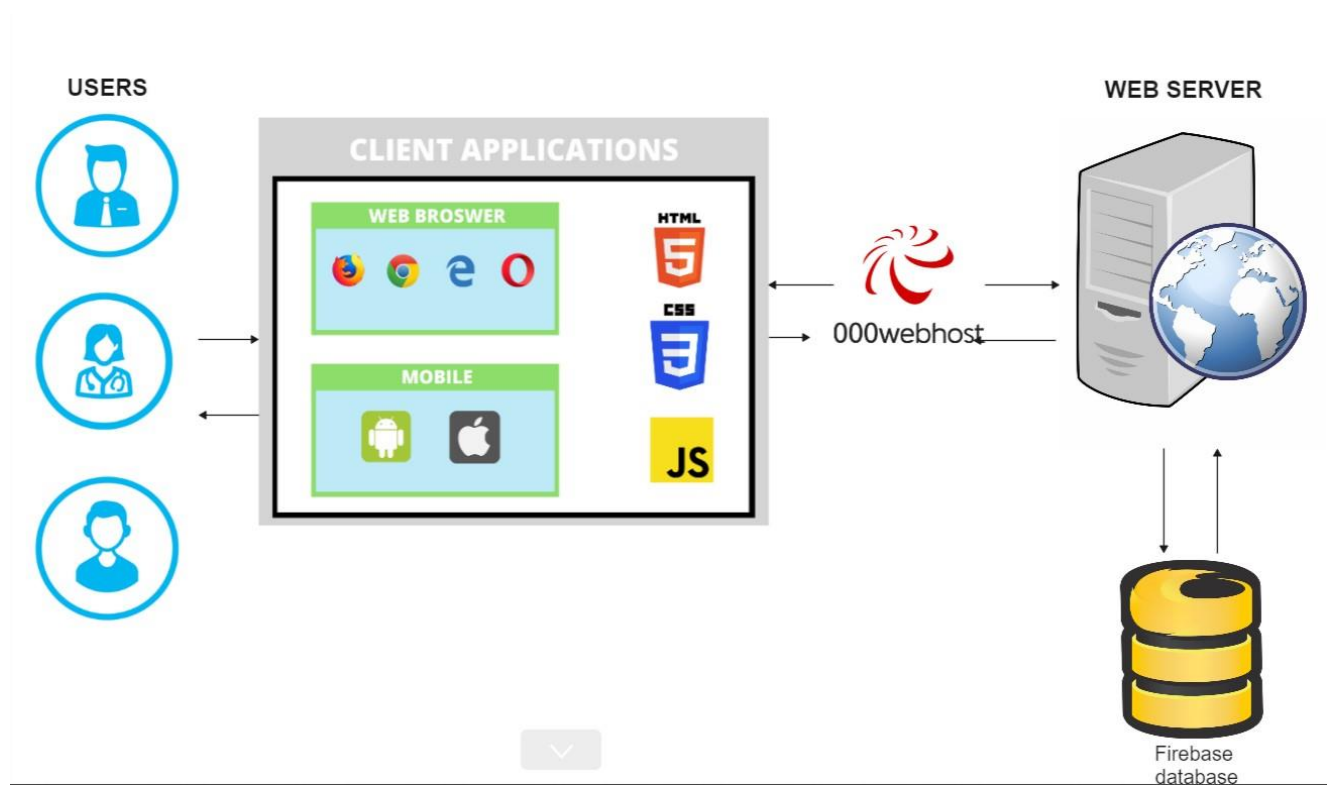 USERS
WEB SERVER
CLIENT APPLICATIONS
WEB BROSWER
HTML
5
CSS
3
000webhost
MOBILE
JS
Firebase
database